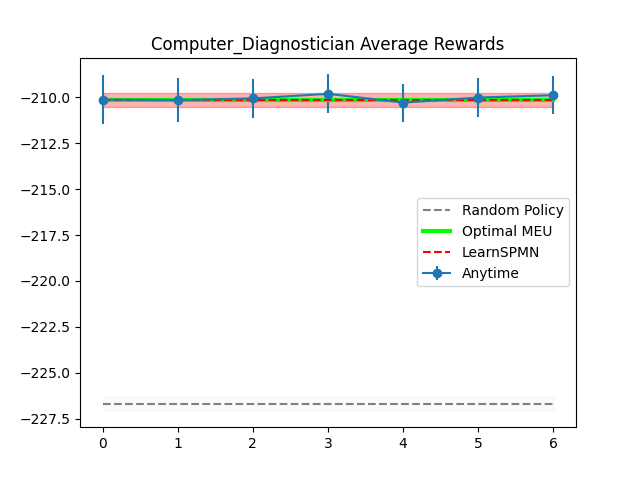 Computer_Diagnostician Average Rewards
−210.0
−212.5
−215.0
−217.5
−220.0
−222.5
−225.0
−227.5
Random Policy
Optimal MEU
LearnSPMN
Anytime
0 1 2 3 4 5 6